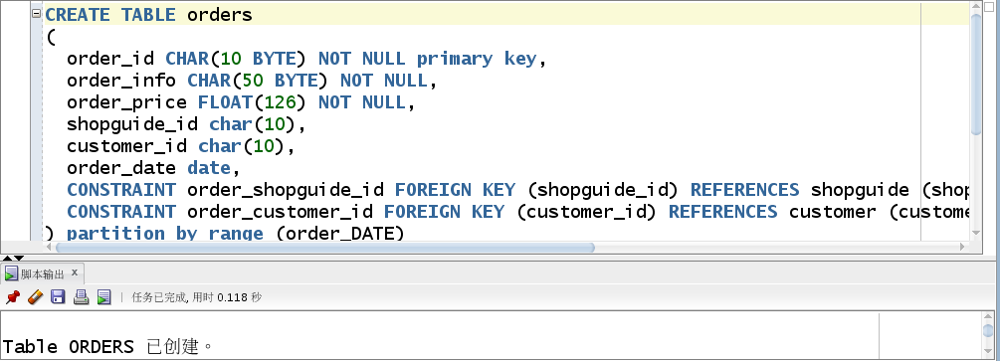 CREATE TABLE orders
(
order_id CHAR(10 BYTE) NOT NULL primary key,
order_info CHAR(50 BYTE) NOT NULL,
order_price FLOAT(126) NOT NULL,
shopguide_id char(10),
customer_id char(10),
order_date date,
CONSTRAINT order_shopguide_id FOREIGN KEY (shopguide_id) REFERENCES shopguide (shop
CONSTRAINT order_customer_id FOREIGN KEY (customer_id) REFERENCES customer (custome
) partition by range (order_DATE)
脚本输出 x
任务已完成, 用时 0.118 秒
Table ORDERS 已创建。